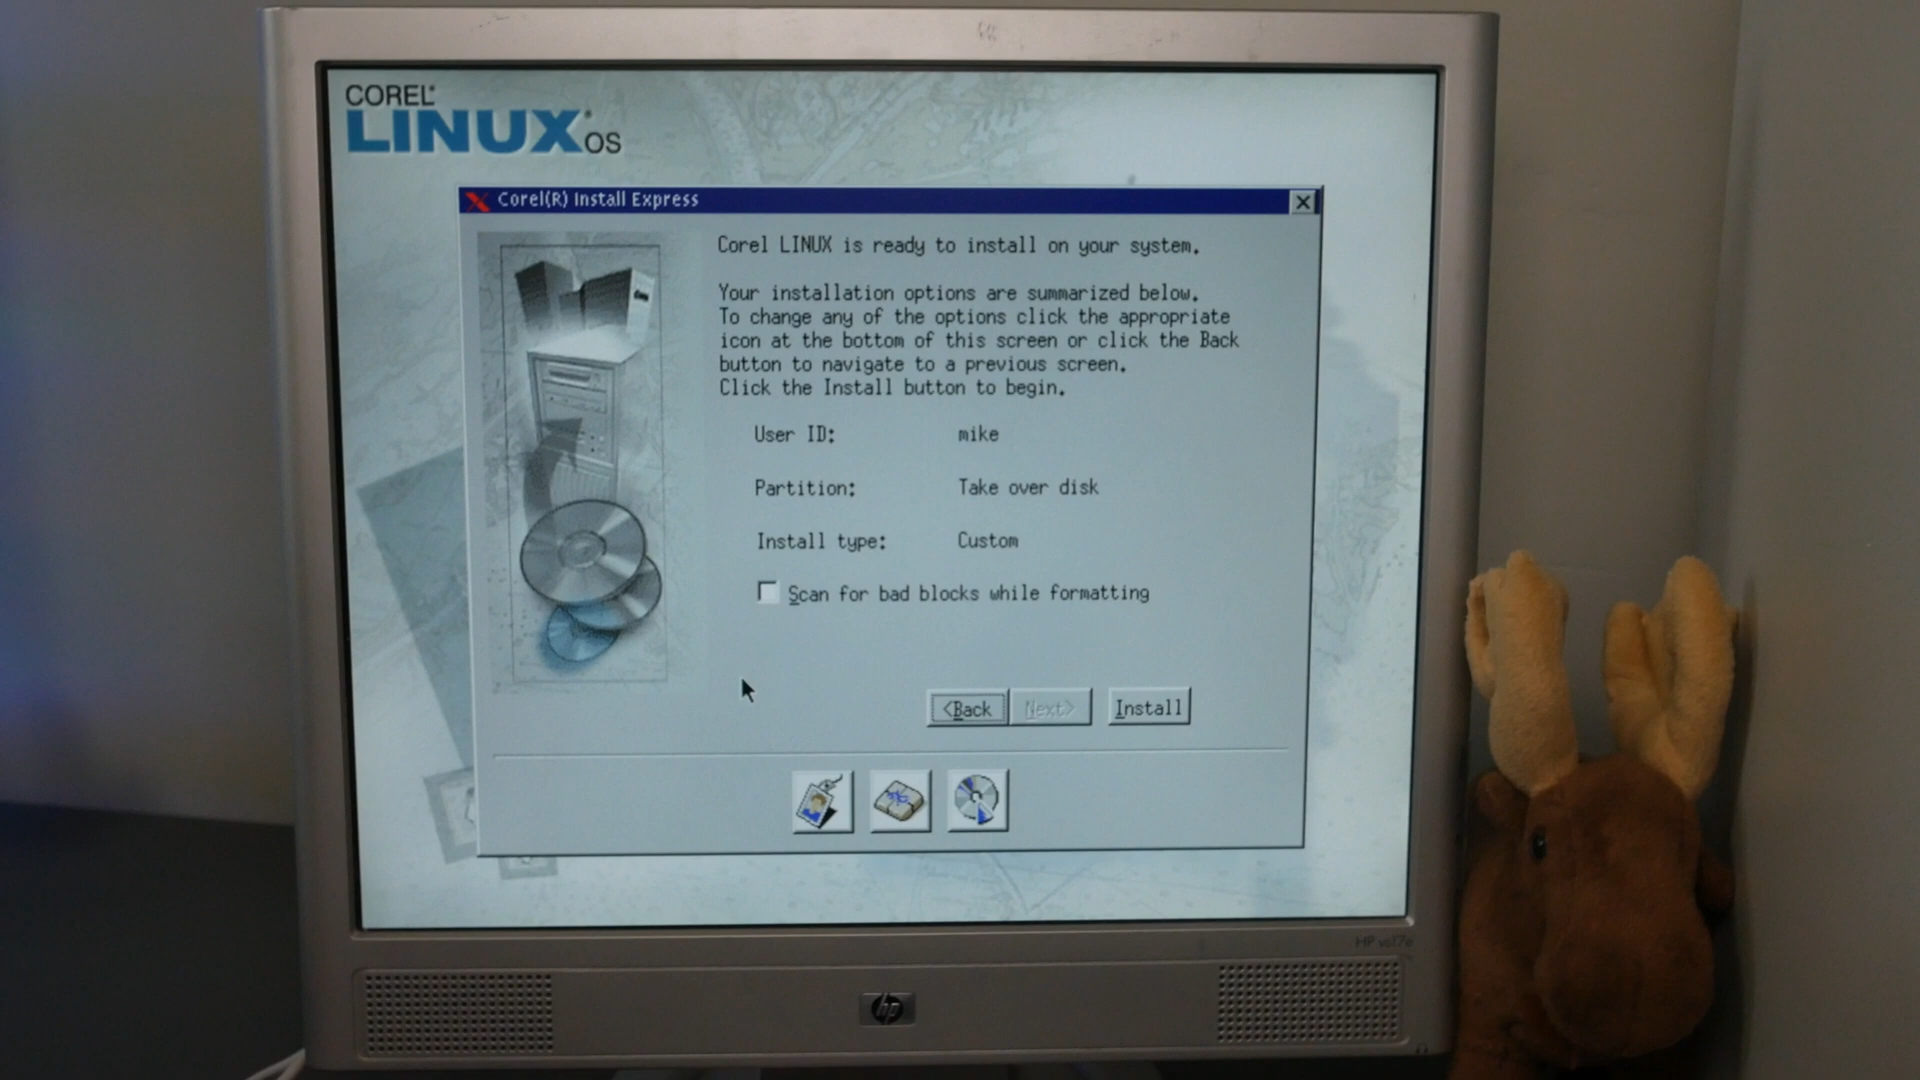 COREL
LINUX OS
Corel(R) Install Express
Corel LINUX is ready to install on your system.
Your installation options are summarized below.
To change any of the options click the appropriate
icon at the bottom of this screen or click the Back
button to navigate to a previous screen.
Click the Install button to begin.
User ID: mike
Partition: Take over disk
Install type: Custom
Scan for bad blocks while formatting
<Back Next> Install
HP vs17e
hp